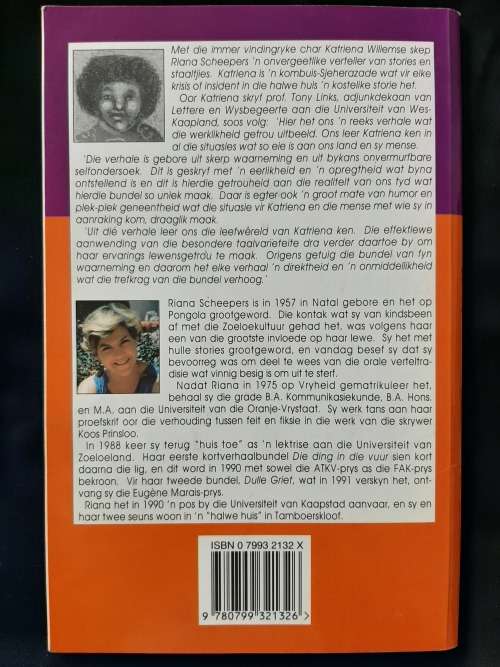 Met die immer vindingryke char Katriena Willemse skep
Riana Scheepers 'n onvergeetlike verteller van stories en
staaltjies. Katriena is 'n kombuis-Sjeherazade wat vir elke
krisis of insident in die halwe huis 'n kostelike storie het.
Oor Katriena skryf prof. Tony Links, adjunkdekaan van
Lettere en Wysbegeerte aan die Universiteit van Wes-
Kaapland, soos volg: 'Hier het ons 'n reeks verhale wat
die werklikheid getrou uitbeeld. Ons leer Katriena ken in
al die situasies wat so eie is aan ons land en sy mense.
'Die verhale is gebore uit skerp waarneming en uit bykans onvermurfbare
selfondersoek. Dit is geskryf met 'n eerlikheid en 'n opregtheid wat byna
ontstellend is en dit is hierdie getrouheid aan die realiteit van ons tyd wat
hierdie bundel so uniek maak. Daar is egter ook 'n groot mate van humor en
plek-plek geneentheid wat die situasie vir Katriena en die mense met wie sy in
aanraking kom, draaglik maak.
'Uit dié verhale leer ons die leefwêreld van Katriena ken. Die effektiewe
aanwending van die besondere taalvariëteite dra verder daartoe by om
haar ervarings lewensgetrou te maak. Origens getuig die bundel van fyn
waarneming en daarom het elke verhaal 'n direktheid en 'n onmiddellikheid
wat die trefkrag van die bundel verhoog.'
Riana Scheepers is in 1957 in Natal gebore en het op
Pongola grootgeword. Die kontak wat sy van kindsbeen
af met die Zoeloekultuur gehad het, was volgens haar
een van die grootste invloede op haar lewe. Sy het met
hulle stories grootgeword, en vandag besef sy dat sy
bevoorreg was om deel te wees van die orale verteltra-
disie wat vinnig besig is om uit te sterf.
Nadat Riana in 1975 op Vryheid gematrikuleer het,
behaal sy die grade B.A. Kommunikasiekunde, B.A. Hons.
en M.A. aan die Universiteit van die Oranje-Vrystaat. Sy werk tans aan haar
proefskrif oor die verhouding tussen feit en fiksie in die werk van die skrywer
Koos Prinsloo.
In 1988 keer sy terug "huis toe" as 'n lektrise aan die Universiteit van
Zoeloeland. Haar eerste kortverhaalbundel Die ding in die vuur sien kort
daarna die lig, en dit word in 1990 met sowel die ATKV-prys as die FAK-prys
bekroon. Vir haar tweede bundel, Dulle Griet, wat in 1991 verskyn het, ont-
vang sy die Eugène Marais-prys.
Riana het in 1990 'n pos by die Universiteit van Kaapstad aanvaar, en sy en
haar twee seuns woon in 'n "halwe huis" in Tamboerskloof.
ISBN 0 7993 2132 X
9 780799 321326 >